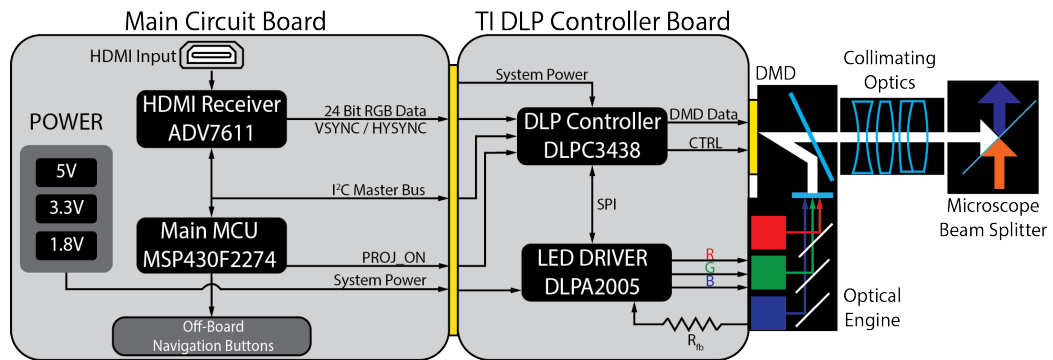 Main Circuit Board
TI DLP Controller Board
HDMI Input
HDMI Receiver
ADV7611
POWER
5V
3.3V
1.8V
24 Bit RGB Data
VSYNC / HYSYNC
I²C Master Bus
Main MCU
MSP430F2274
PROJ_ON
System Power
Off-Board
Navigation Buttons
System Power
DLP Controller
DLPC3438
DMD Data
CTRL
SPI
LED DRIVER
DLPA2005
R
G
B
Rfb
DMD
Collimating
Optics
Microscope
Beam Splitter
Optical
Engine